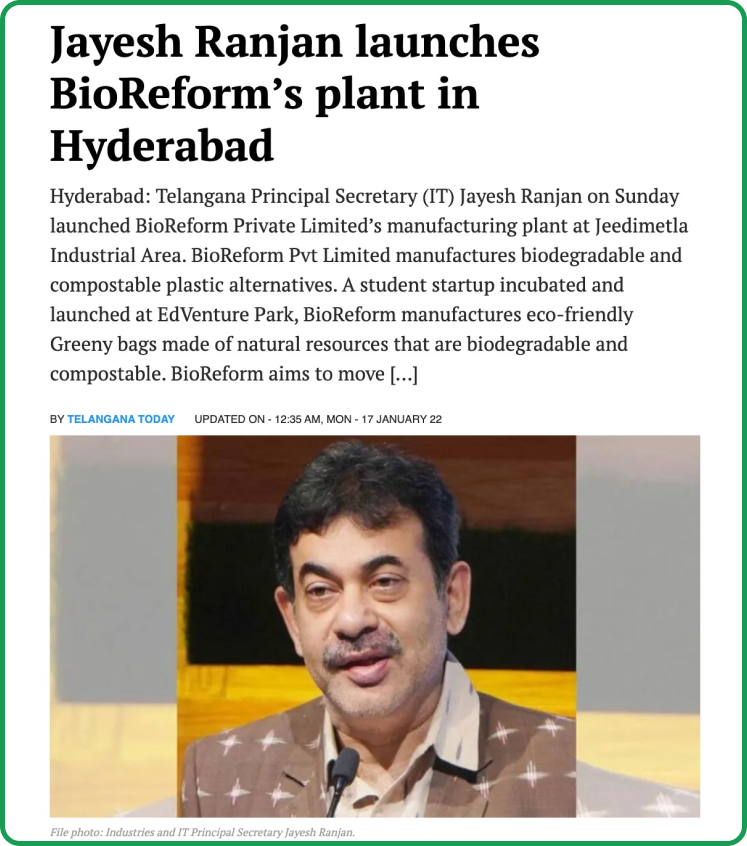 Jayesh Ranjan launches
BioReform’s plant in
Hyderabad
Hyderabad: Telangana Principal Secretary (IT) Jayesh Ranjan on Sunday
launched BioReform Private Limited’s manufacturing plant at Jeedimetla
Industrial Area. BioReform Pvt Limited manufactures biodegradable and
compostable plastic alternatives. A student startup incubated and
launched at EdVenture Park, BioReform manufactures eco-friendly
Greeny bags made of natural resources that are biodegradable and
compostable. BioReform aims to move [...]
BY TELANGANA TODAY UPDATED ON - 12:35 AM, MON - 17 JANUARY 22
File photo: Industries and IT Principal Secretary Jayesh Ranjan.